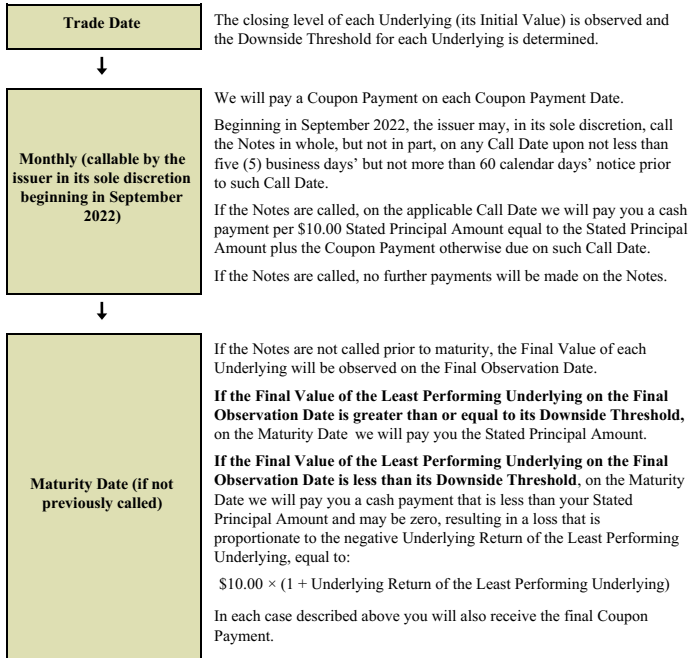 Trade Date
The closing level of each Underlying (its Initial Value) is observed and
the Downside Threshold for each Underlying is determined.
Monthly (callable by the
issuer in its sole discretion
beginning in September
2022)
We will pay a Coupon Payment on each Coupon Payment Date.
Beginning in September 2022, the issuer may, in its sole discretion, call
the Notes in whole, but not in part, on any Call Date upon not less than
five (5) business days’ but not more than 60 calendar days’ notice prior
to such Call Date.
If the Notes are called, on the applicable Call Date we will pay you a cash
payment per $10.00 Stated Principal Amount equal to the Stated Principal
Amount plus the Coupon Payment otherwise due on such Call Date.
If the Notes are called, no further payments will be made on the Notes.
Maturity Date (if not
previously called)
If the Notes are not called prior to maturity, the Final Value of each
Underlying will be observed on the Final Observation Date.
If the Final Value of the Least Performing Underlying on the Final
Observation Date is greater than or equal to its Downside Threshold,
on the Maturity Date we will pay you the Stated Principal Amount.
If the Final Value of the Least Performing Underlying on the Final
Observation Date is less than its Downside Threshold, on the Maturity
Date we will pay you a cash payment that is less than your Stated
Principal Amount and may be zero, resulting in a loss that is
proportionate to the negative Underlying Return of the Least Performing
Underlying, equal to:
$10.00 × (1 + Underlying Return of the Least Performing Underlying)
In each case described above you will also receive the final Coupon
Payment.